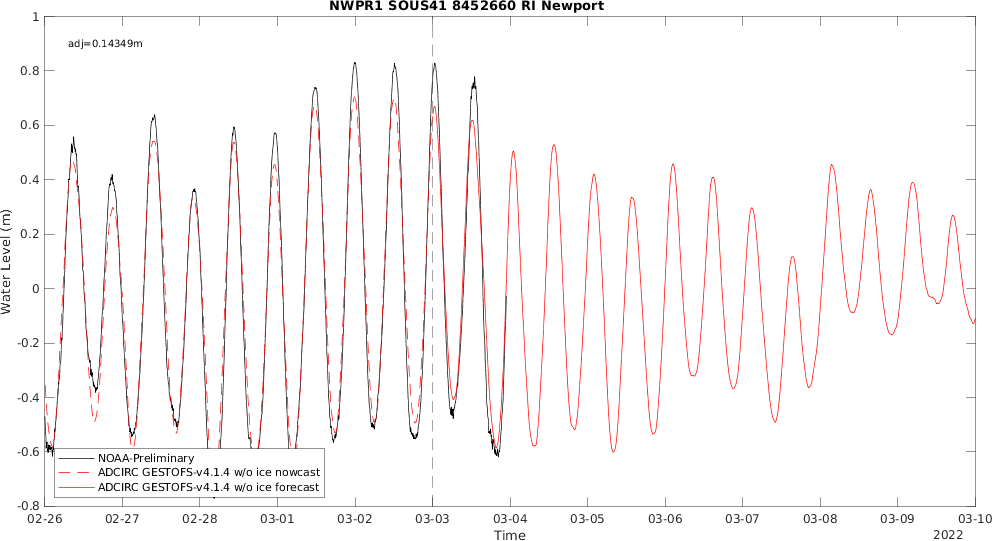 NWPR1 SOUS41 8452660 RI Newport
adj=0.14349m
1
0.8
0.6
0.4
0.2
0
-0.2
-0.4
-0.6
-0.8
Water Level (m)
NOAA-Preliminary
ADCIRC GESTOFS-v4.1.4 w/o ice nowcast
ADCIRC GESTOFS-v4.1.4 w/o ice forecast
02-26 02-27 02-28 03-01 03-02 03-03 03-04 03-05 03-06 03-07 03-08 03-09 03-10
Time
2022